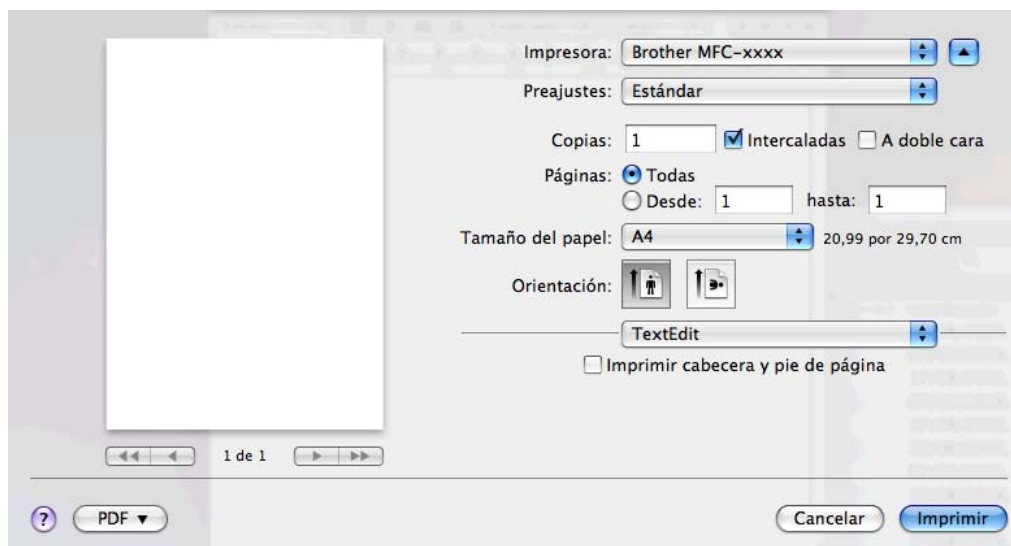 Impresora: Brother MFC-xxxx
Preajustes: Estándar
Copias: 1 Intercaladas A doble cara
Páginas: Todas
Desde: 1 hasta: 1
Tamaño del papel: A4 20,99 por 29,70 cm
Orientación:
TextEdit
Imprimir cabecera y pie de página
1 de 1
? PDF Cancelar Imprimir